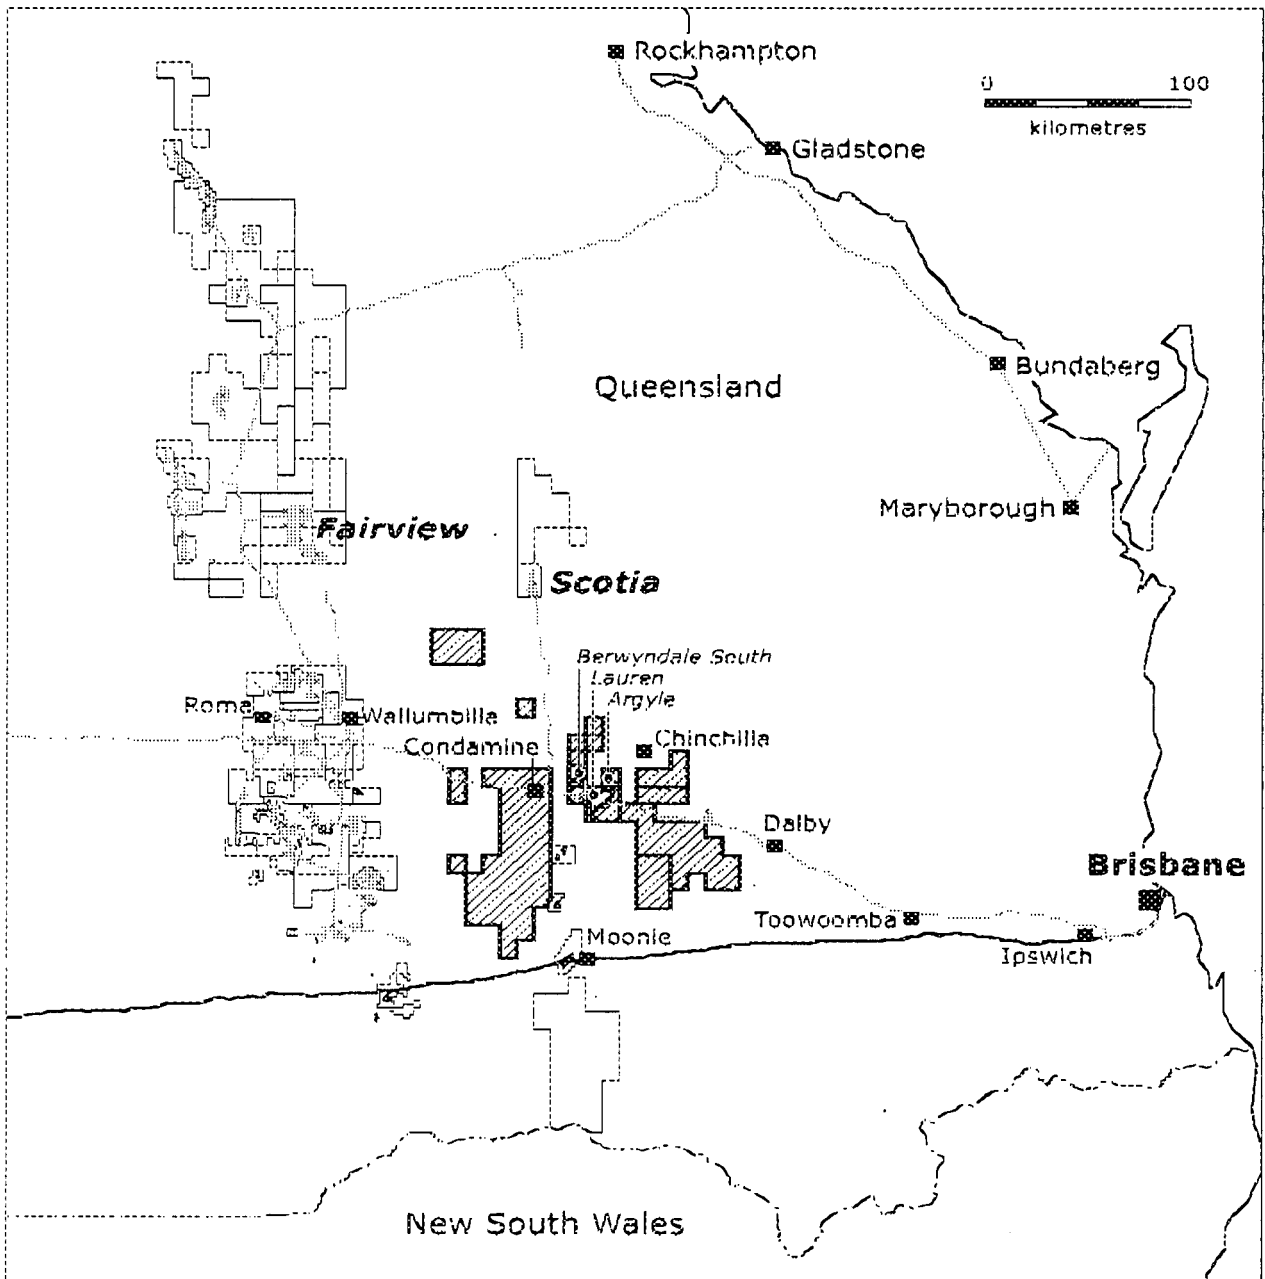 Rockhampton
0 100
kilometres
Gladstone
Queensland
Bundaberg
Maryborough
Fairview
Scotia
Berwyndale South
Lauren
Argyle
Roma
Wallumbilla
Condamine
Chinchilla
Dalby
Brisbane
Toowoomba
Moonie
Ipswich
New South Wales